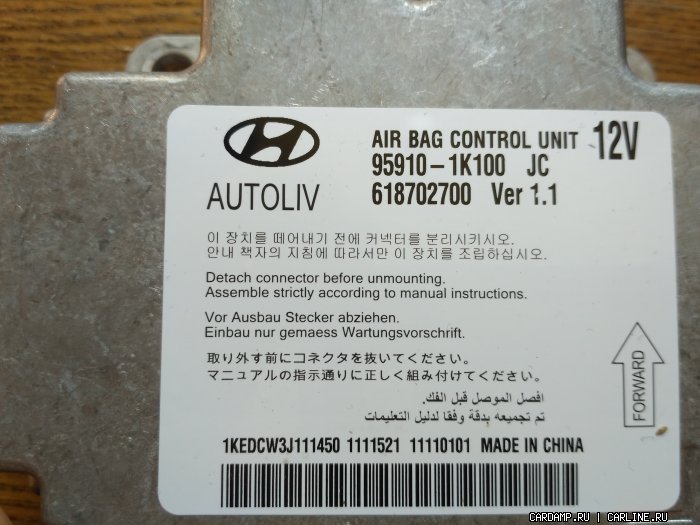 AIR BAG CONTROL UNIT 12V
95910-1K100 JC
AUTOLIV 618702700 Ver 1.1
이 장치를 떼어내기 전에 커넥터를 분리시키시오.
안내 책자의 지침에 따라서만 이 장치를 조립하십시오.
Detach connector before unmounting.
Assemble strictly according to manual instructions.
Vor Ausbau Stecker abziehen.
Einbau nur gemaess Wartungsvorschrift.
取り外す前にコネクタを抜いてください。
マニュアルの指示通りに正しく組み付けてください。
افصل الموصل قبل الفك.
تم تجميعه بدقة وفقا لدليل التعليمات
FORWARD
1KEDCW3J111450 1111521 11110101 MADE IN CHINA
CARDAMP.RU | CARLINE.RU